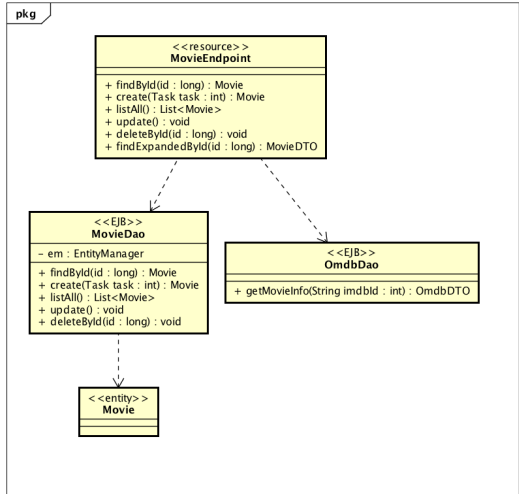 pkg
<<resource>>
MovieEndpoint
+ findById(id : long) : Movie
+ create(Task task : int) : Movie
+ listAll() : List<Movie>
+ update() : void
+ deleteById(id : long) : void
+ findExpandedById(id : long) : MovieDTO
<<EJB>>
MovieDao
– em : EntityManager
+ findById(id : long) : Movie
+ create(Task task : int) : Movie
+ listAll() : List<Movie>
+ update() : void
+ deleteById(id : long) : void
<<EJB>>
OmdbDao
+ getMovieInfo(String imdbId : int) : OmdbDTO
<<entity>>
Movie